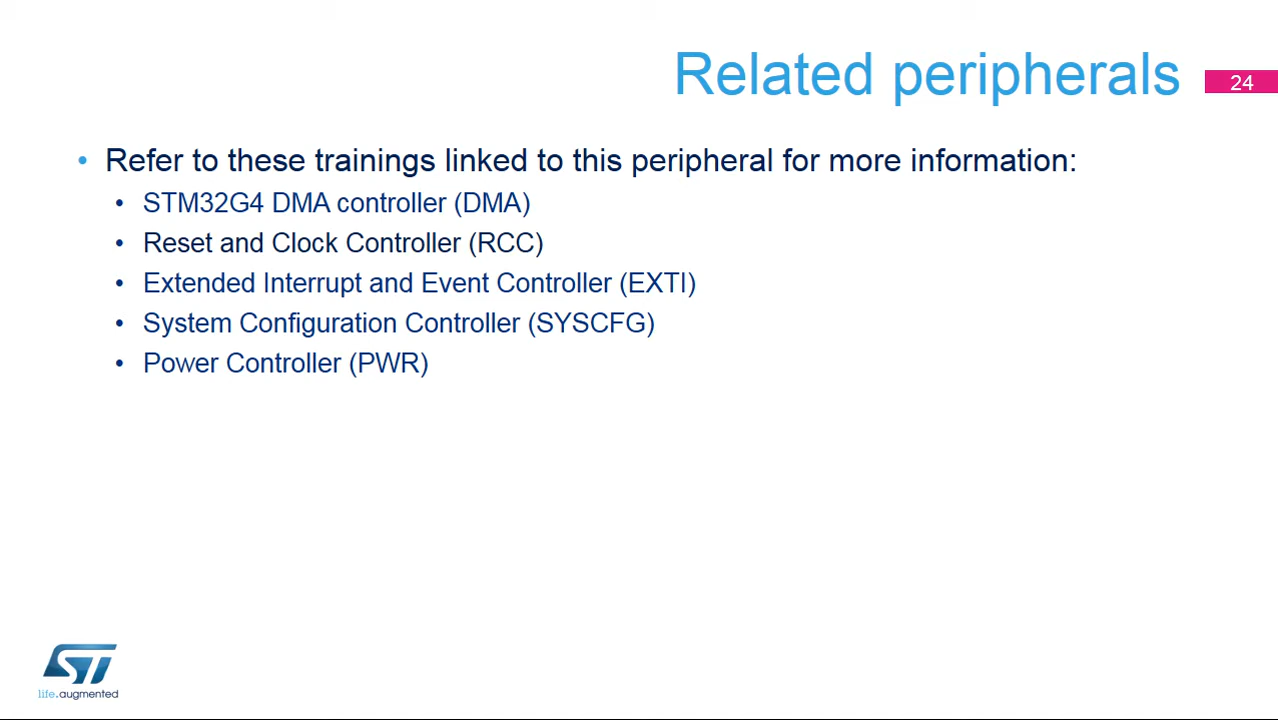 Related peripherals
24
• Refer to these trainings linked to this peripheral for more information:
• STM32G4 DMA controller (DMA)
• Reset and Clock Controller (RCC)
• Extended Interrupt and Event Controller (EXTI)
• System Configuration Controller (SYSCFG)
• Power Controller (PWR)
ST
life.augmented